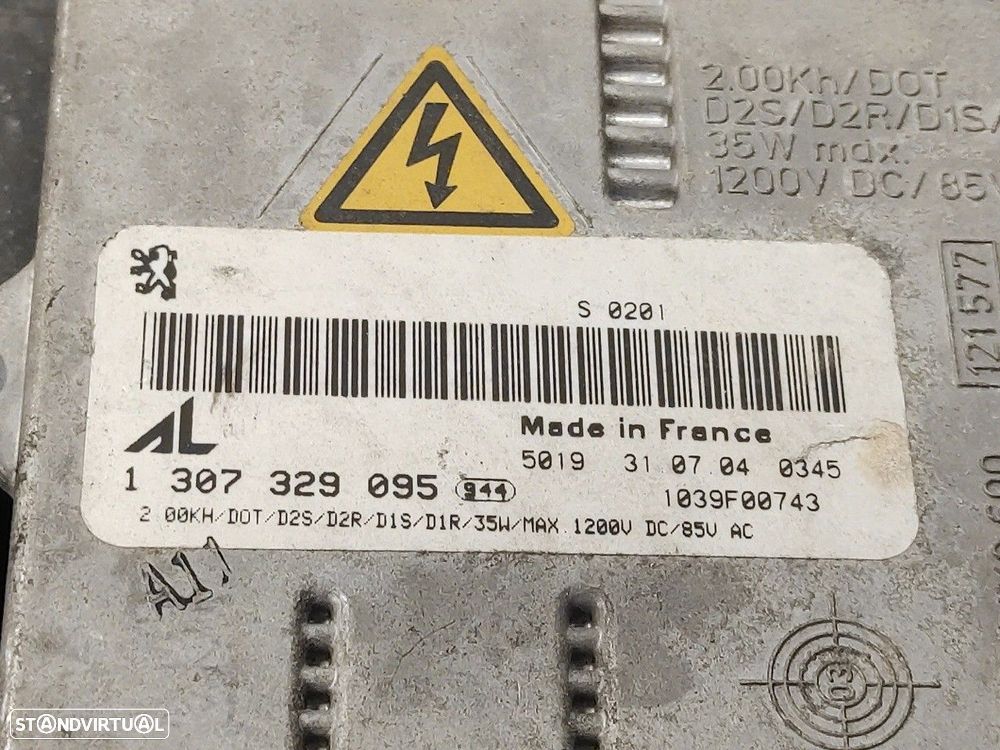 2.00Kh/DOT
D2S/D2R/D1S/
35W max.
1200V DC/85V
S 0201
AL
Made in France
5019 31.07.04 0345
1 307 329 095 944
1039F00743
2 00KH/DOT/D2S/D2R/D1S/D1R/35W/MAX.1200V DC/85V AC
121577
A11
03
STANDVIRTUAL